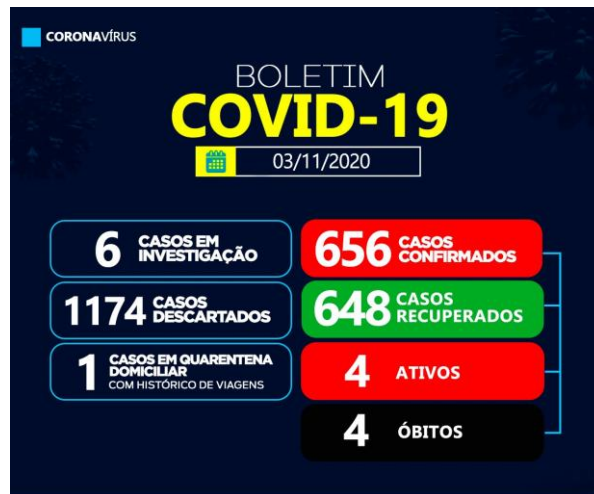 CORONAVÍRUS
BOLETIM
COVID-19
03/11/2020
6 CASOS EM
INVESTIGAÇÃO
1174 CASOS
DESCARTADOS
1 CASOS EM QUARENTENA
DOMICILIAR
COM HISTÓRICO DE VIAGENS
656 CASOS
CONFIRMADOS
648 CASOS
RECUPERADOS
4 ATIVOS
4 ÓBITOS